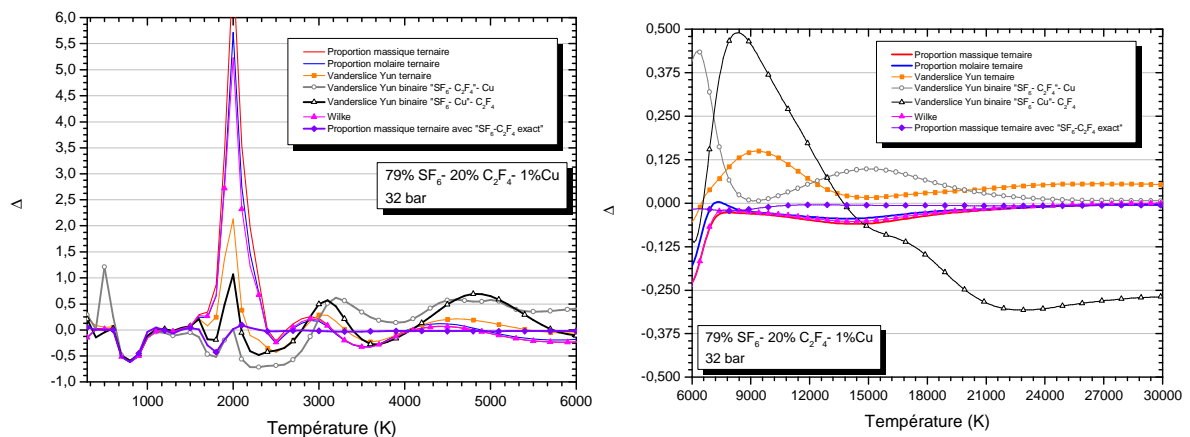 6,0
5,5
5,0
4,5
4,0
3,5
3,0
2,5
2,0
1,5
1,0
0,5
0,0
-0,5
-1,0
Δ
Proportion massique ternaire
Proportion molaire ternaire
Vanderslice Yun ternaire
Vanderslice Yun binaire "SF6- C2F4"- Cu
Vanderslice Yun binaire "SF6- Cu"- C2F4
Wilke
Proportion massique ternaire avec "SF6-C2F4 exact"
79% SF6- 20% C2F4- 1%Cu
32 bar
1000 2000 3000 4000 5000 6000
Température (K)
0,500
0,375
0,250
0,125
0,000
-0,125
-0,250
-0,375
-0,500
Δ
Proportion massique ternaire
Proportion molaire ternaire
Vanderslice Yun ternaire
Vanderslice Yun binaire "SF6- C2F4"- Cu
Vanderslice Yun binaire "SF6- Cu"- C2F4
Wilke
Proportion massique ternaire avec "SF6-C2F4 exact"
79% SF6- 20% C2F4- 1%Cu
32 bar
6000 9000 12000 15000 18000 21000 24000 27000 30000
Température (K)